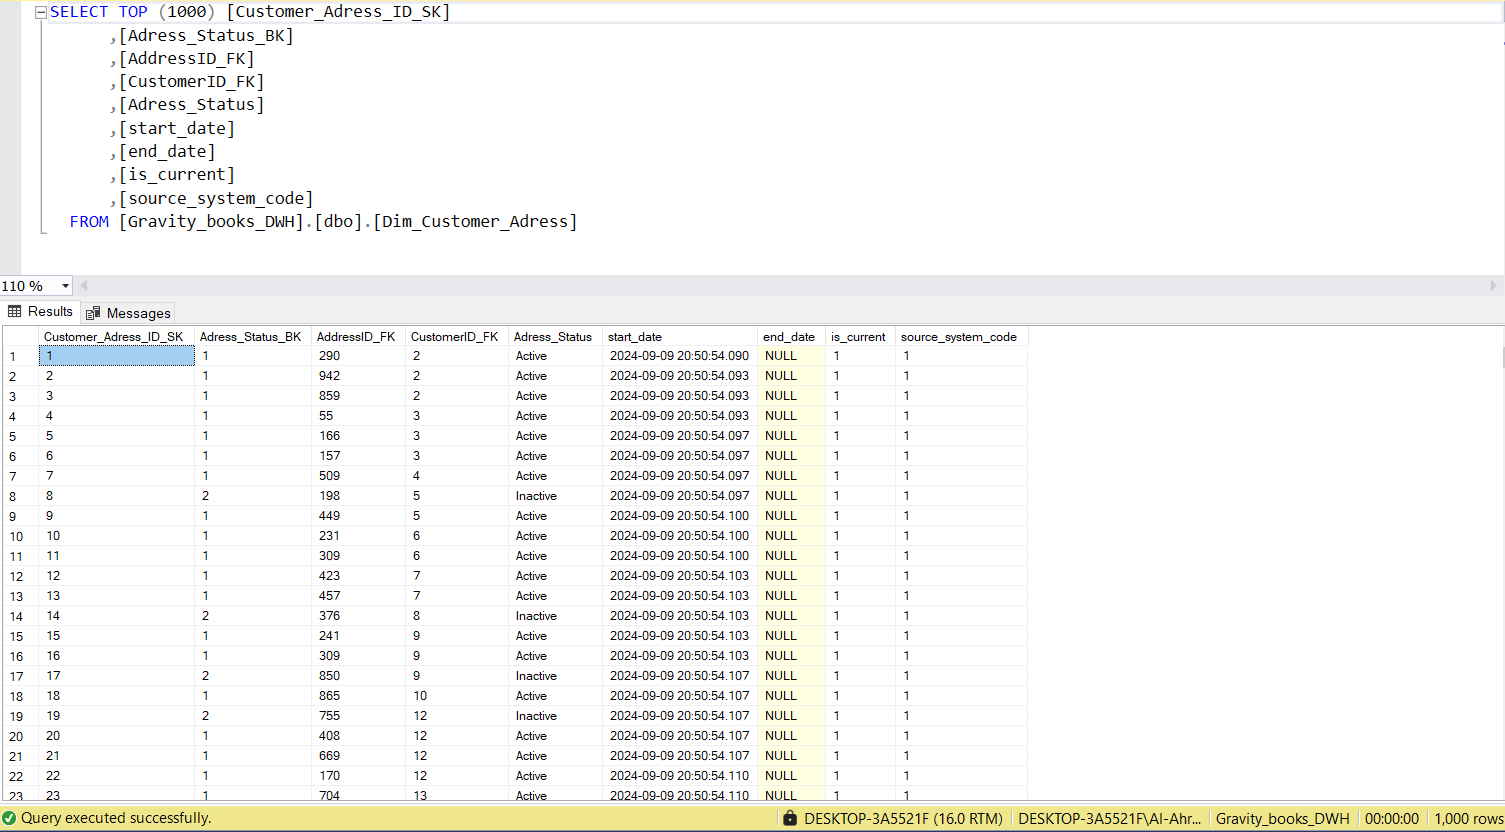 SELECT TOP (1000) [Customer_Adress_ID_SK]
,[Adress_Status_BK]
,[AddressID_FK]
,[CustomerID_FK]
,[Adress_Status]
,[start_date]
,[end_date]
,[is_current]
,[source_system_code]
FROM [Gravity_books_DWH].[dbo].[Dim_Customer_Adress]
110 %
Results Messages
Customer_Adress_ID_SK Adress_Status_BK AddressID_FK CustomerID_FK Adress_Status start_date end_date is_current source_system_code
1 1 1 290 2 Active 2024-09-09 20:50:54.090 NULL 1 1
2 2 1 942 2 Active 2024-09-09 20:50:54.093 NULL 1 1
3 3 1 859 2 Active 2024-09-09 20:50:54.093 NULL 1 1
4 4 1 55 3 Active 2024-09-09 20:50:54.093 NULL 1 1
5 5 1 166 3 Active 2024-09-09 20:50:54.097 NULL 1 1
6 6 1 157 3 Active 2024-09-09 20:50:54.097 NULL 1 1
7 7 1 509 4 Active 2024-09-09 20:50:54.097 NULL 1 1
8 8 2 198 5 Inactive 2024-09-09 20:50:54.097 NULL 1 1
9 9 1 449 5 Active 2024-09-09 20:50:54.100 NULL 1 1
10 10 1 231 6 Active 2024-09-09 20:50:54.100 NULL 1 1
11 11 1 309 6 Active 2024-09-09 20:50:54.100 NULL 1 1
12 12 1 423 7 Active 2024-09-09 20:50:54.103 NULL 1 1
13 13 1 457 7 Active 2024-09-09 20:50:54.103 NULL 1 1
14 14 2 376 8 Inactive 2024-09-09 20:50:54.103 NULL 1 1
15 15 1 241 9 Active 2024-09-09 20:50:54.103 NULL 1 1
16 16 1 309 9 Active 2024-09-09 20:50:54.103 NULL 1 1
17 17 2 850 9 Inactive 2024-09-09 20:50:54.107 NULL 1 1
18 18 1 865 10 Active 2024-09-09 20:50:54.107 NULL 1 1
19 19 2 755 12 Inactive 2024-09-09 20:50:54.107 NULL 1 1
20 20 1 408 12 Active 2024-09-09 20:50:54.107 NULL 1 1
21 21 1 669 12 Active 2024-09-09 20:50:54.107 NULL 1 1
22 22 1 170 12 Active 2024-09-09 20:50:54.110 NULL 1 1
23 23 1 704 13 Active 2024-09-09 20:50:54.110 NULL 1 1
Query executed successfully. DESKTOP-3A5521F (16.0 RTM) DESKTOP-3A5521F\Al-Ahr... Gravity_books_DWH 00:00:00 1,000 rows